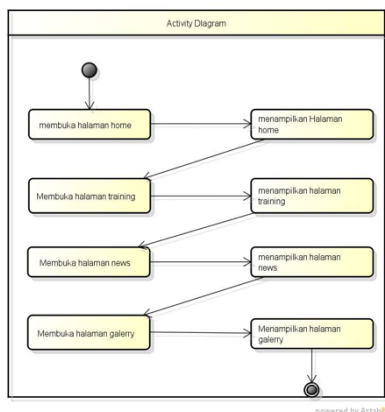 Activity DIagram
membuka halaman home
menampilkan Halaman
home
Membuka halaman training
menampilkan halaman
training
Membuka halaman news
menampilkan halaman
news
Membuka halaman galerry
Menampilkan halaman
galerry
powered by Astah